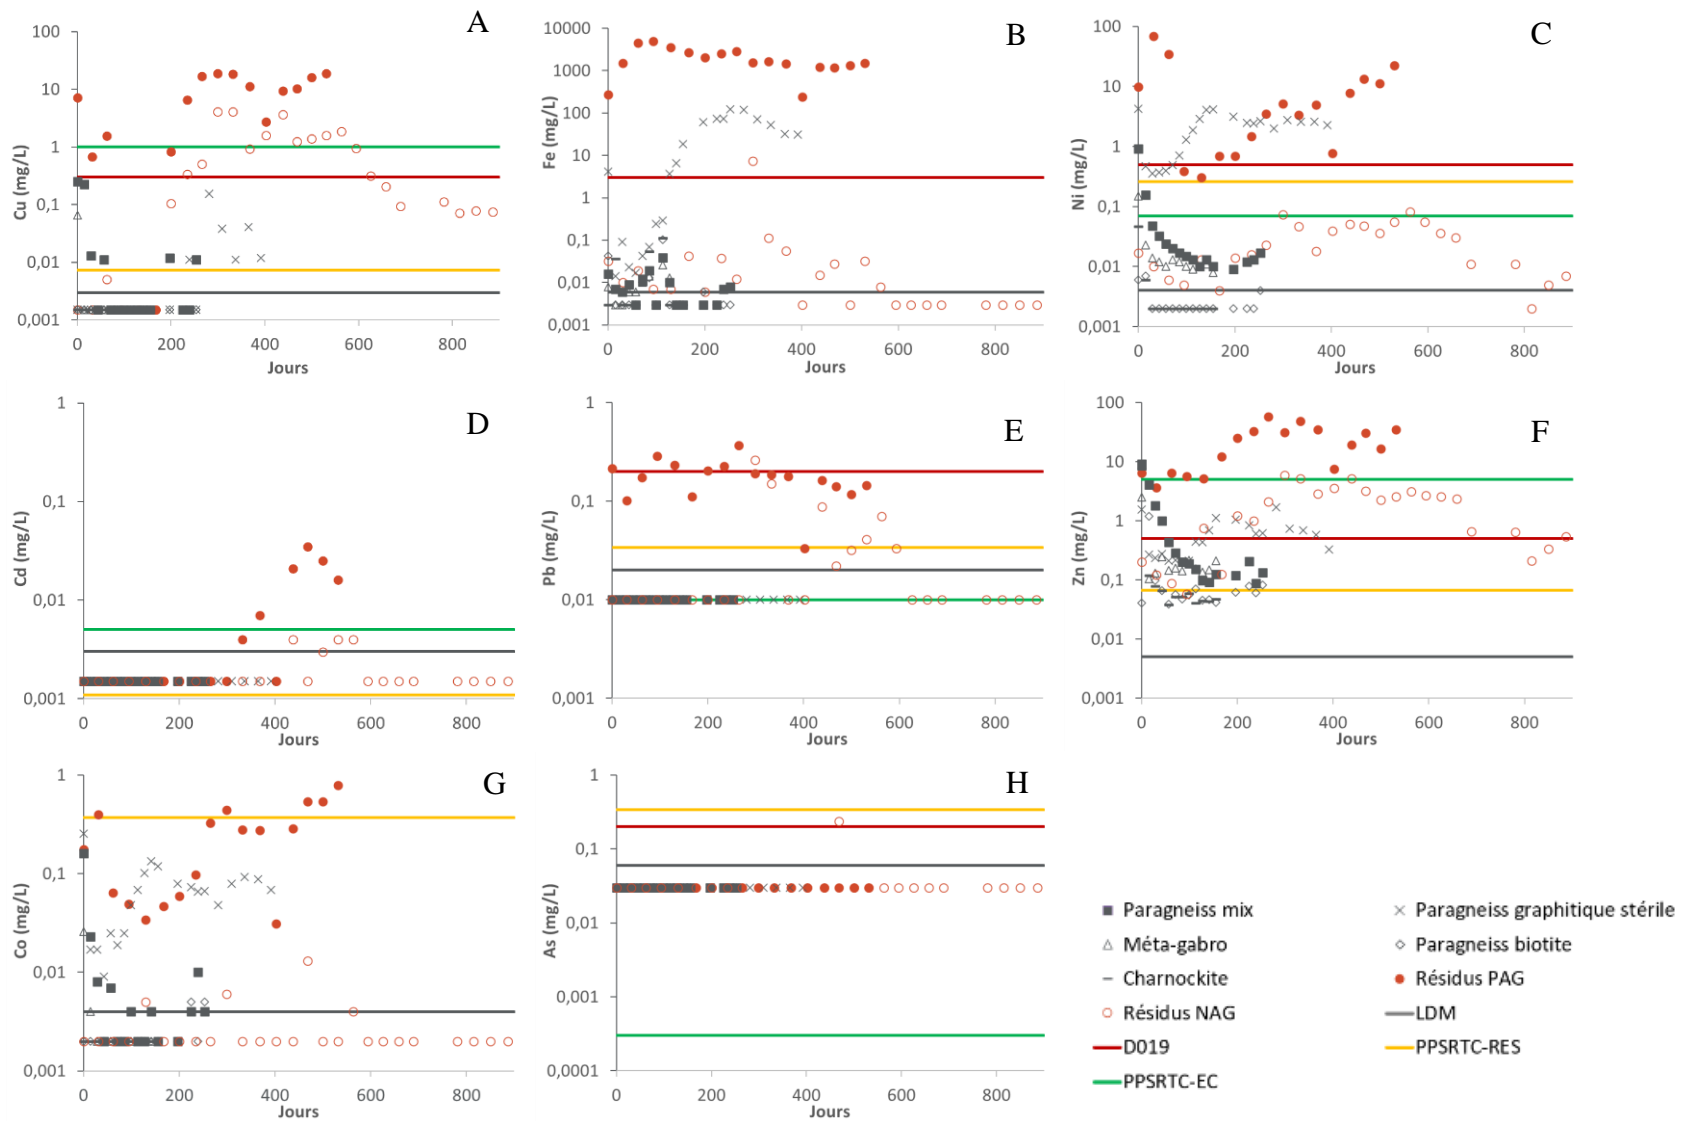 A
100
10
1
0,1
0,01
0,001
Cu (mg/L)
0
200
400
600
800
Jours
B
10000
1000
100
10
1
0,1
0,01
0,001
Fe (mg/L)
0
200
400
600
800
Jours
C
100
10
1
0,1
0,01
0,001
Ni (mg/L)
0
200
400
600
800
Jours
D
1
0,1
0,01
0,001
Cd (mg/L)
0
200
400
600
800
Jours
E
1
0,1
0,01
0,001
Pb (mg/L)
0
200
400
600
800
Jours
F
100
10
1
0,1
0,01
0,001
Zn (mg/L)
0
200
400
600
800
Jours
G
1
0,1
0,01
0,001
Co (mg/L)
0
200
400
600
800
Jours
H
1
0,1
0,01
0,001
0,0001
As (mg/L)
0
200
400
600
800
Jours
Paragneiss mix
Paragneiss graphitique stérile
Méta-gabro
Paragneiss biotite
Charnockite
Résidus PAG
Résidus NAG
LDM
D019
PPSRTC-RES
PPSRTC-EC